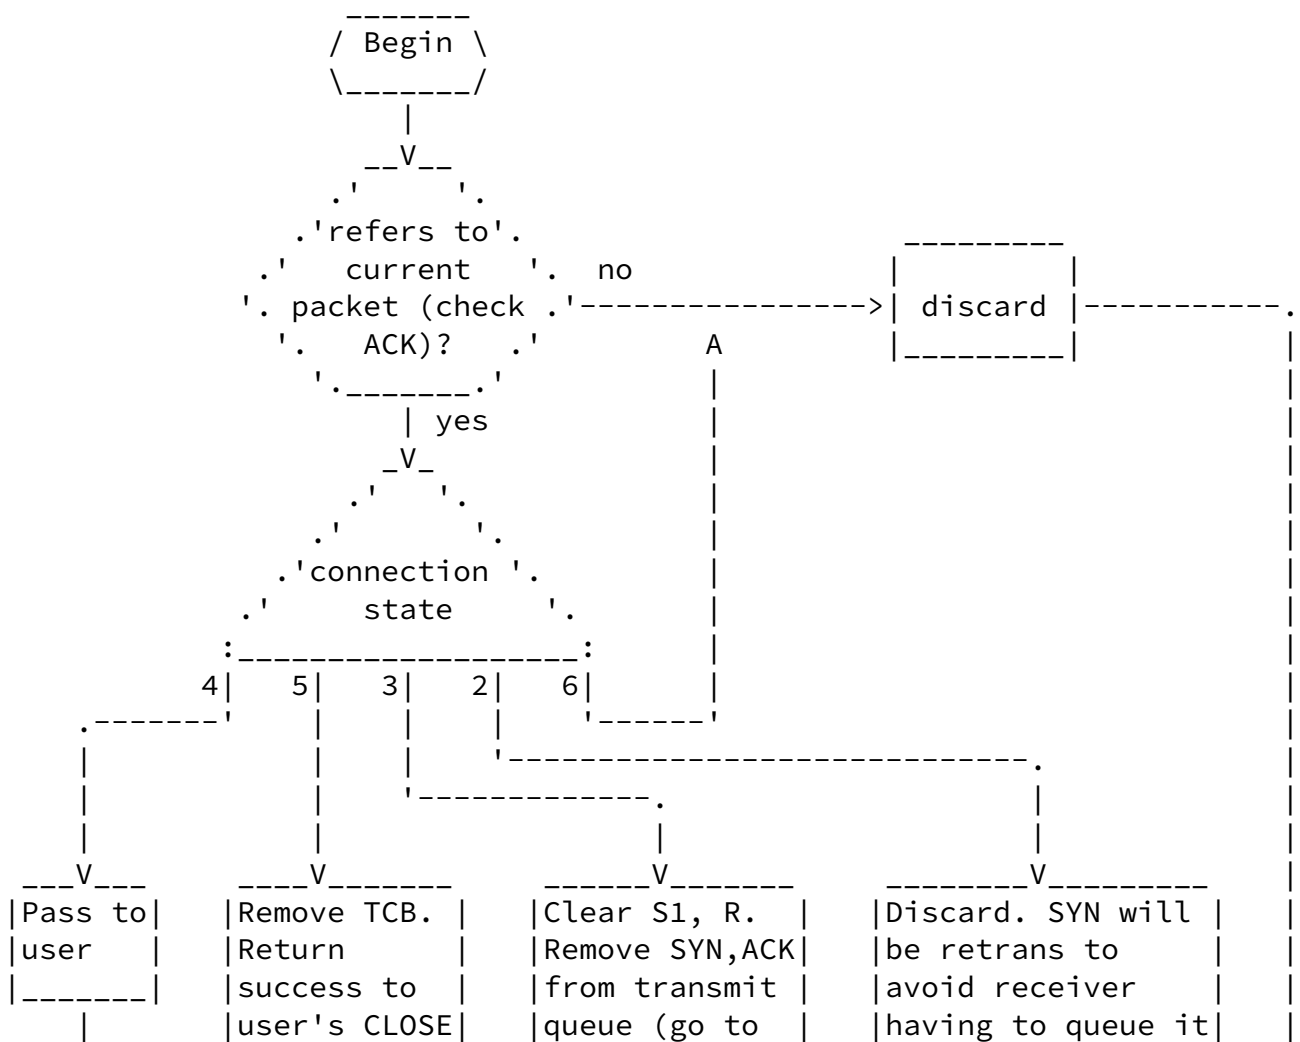 Begin
refers to
current
packet (check
ACK)?
no
discard
yes
connection
state
4 5 3 2 6
Pass to
user
Remove TCB.
Return
success to
user's CLOSE
Clear S1, R.
Remove SYN,ACK
from transmit
queue (go to
Discard. SYN will
be retrans to
avoid receiver
having to queue it